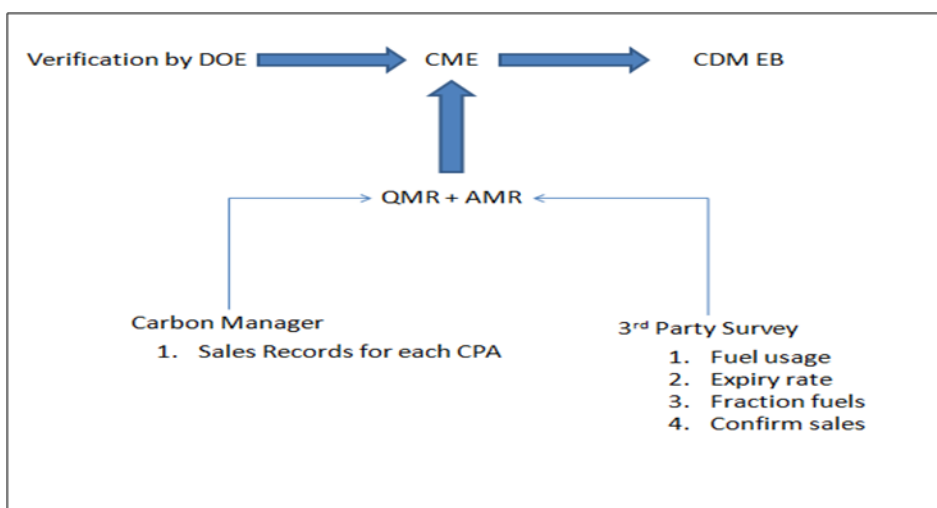 Verification by DOE
CME
CDM EB
QMR + AMR
Carbon Manager
1. Sales Records for each CPA
3rd Party Survey
1. Fuel usage
2. Expiry rate
3. Fraction fuels
4. Confirm sales